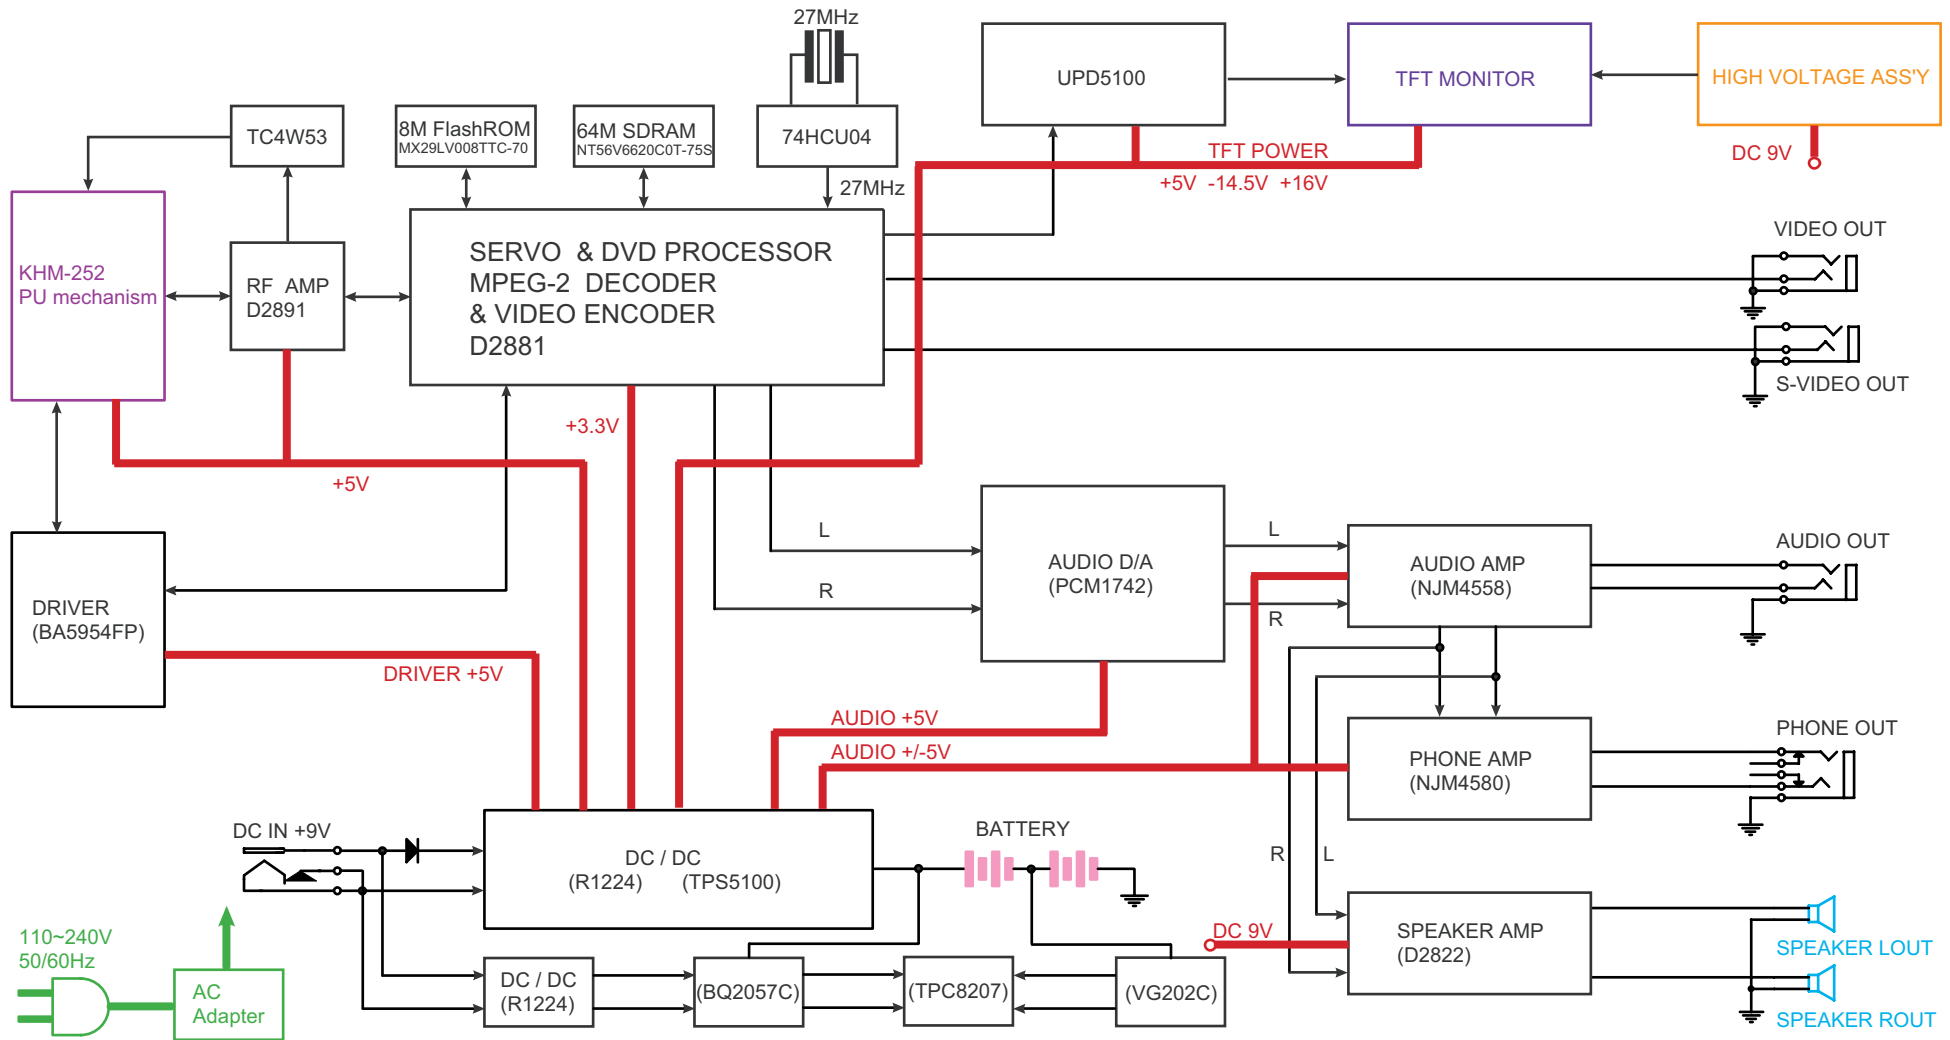 27MHz
UPD5100
TFT MONITOR
HIGH VOLTAGE ASS'Y
TC4W53
8M FlashROM
MX29LV008TTC-70
64M SDRAM
NT56V6620C0T-75S
74HCU04
27MHz
TFT POWER
+5V -14.5V +16V
DC 9V
VIDEO OUT
KHM-252
PU mechanism
RF AMP
D2891
SERVO & DVD PROCESSOR
MPEG-2 DECODER
& VIDEO ENCODER
D2881
S-VIDEO OUT
+3.3V
+5V
L
R
AUDIO D/A
(PCM1742)
L
R
AUDIO AMP
(NJM4558)
AUDIO OUT
DRIVER
(BA5954FP)
DRIVER +5V
AUDIO +5V
AUDIO +/-5V
PHONE AMP
(NJM4580)
PHONE OUT
DC IN +9V
DC / DC
(R1224) (TPS5100)
BATTERY
R
L
110~240V
50/60Hz
AC
Adapter
DC / DC
(R1224)
(BQ2057C)
(TPC8207)
(VG202C)
DC 9V
SPEAKER AMP
(D2822)
SPEAKER LOUT
SPEAKER ROUT